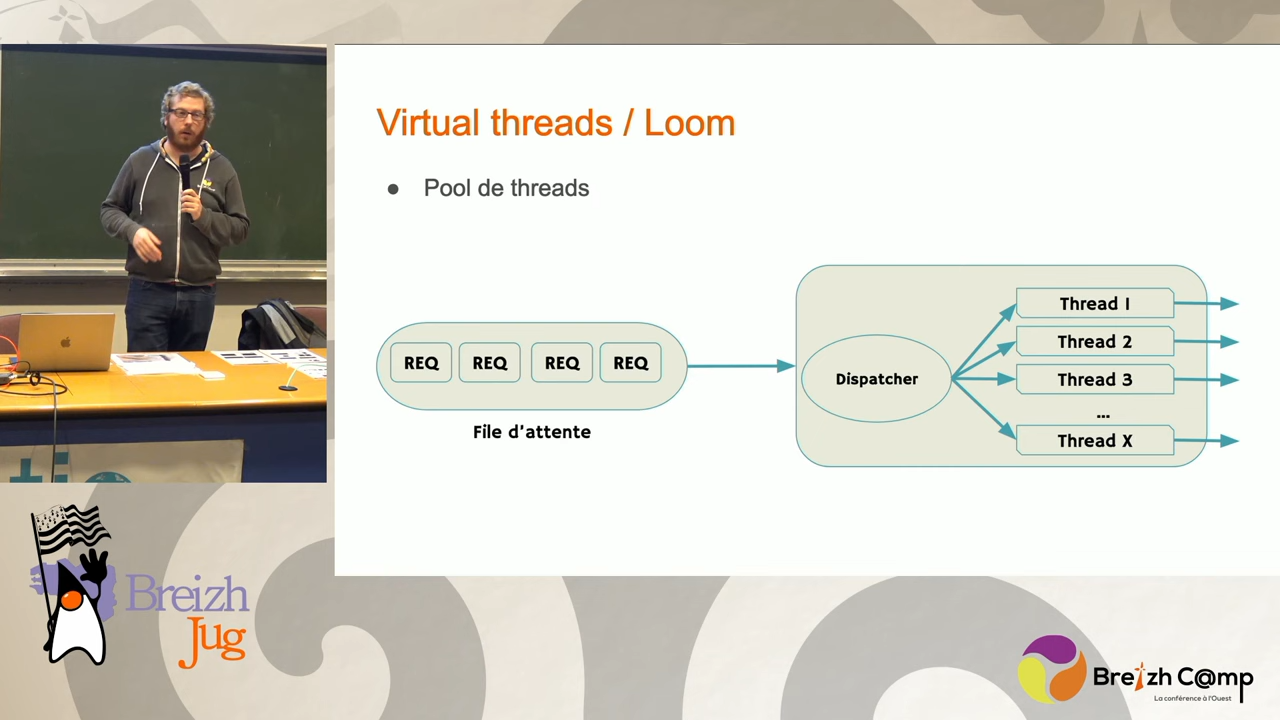 Virtual threads / Loom
● Pool de threads
REQ REQ REQ REQ
File d'attente
Dispatcher
Thread 1
Thread 2
Thread 3
...
Thread X
Breizh
Jug
Breizh C@mp
La conférence à l'Ouest